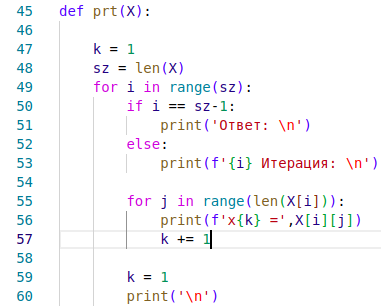 45 def prt(X):
46
47     k = 1
48     sz = len(X)
49     for i in range(sz):
50         if i == sz-1:
51             print('Ответ: \n')
52         else:
53             print(f'{i} Итерация: \n')
54
55         for j in range(len(X[i])):
56             print(f'x{k} =',X[i][j])
57             k += 1
58
59         k = 1
60         print('\n')